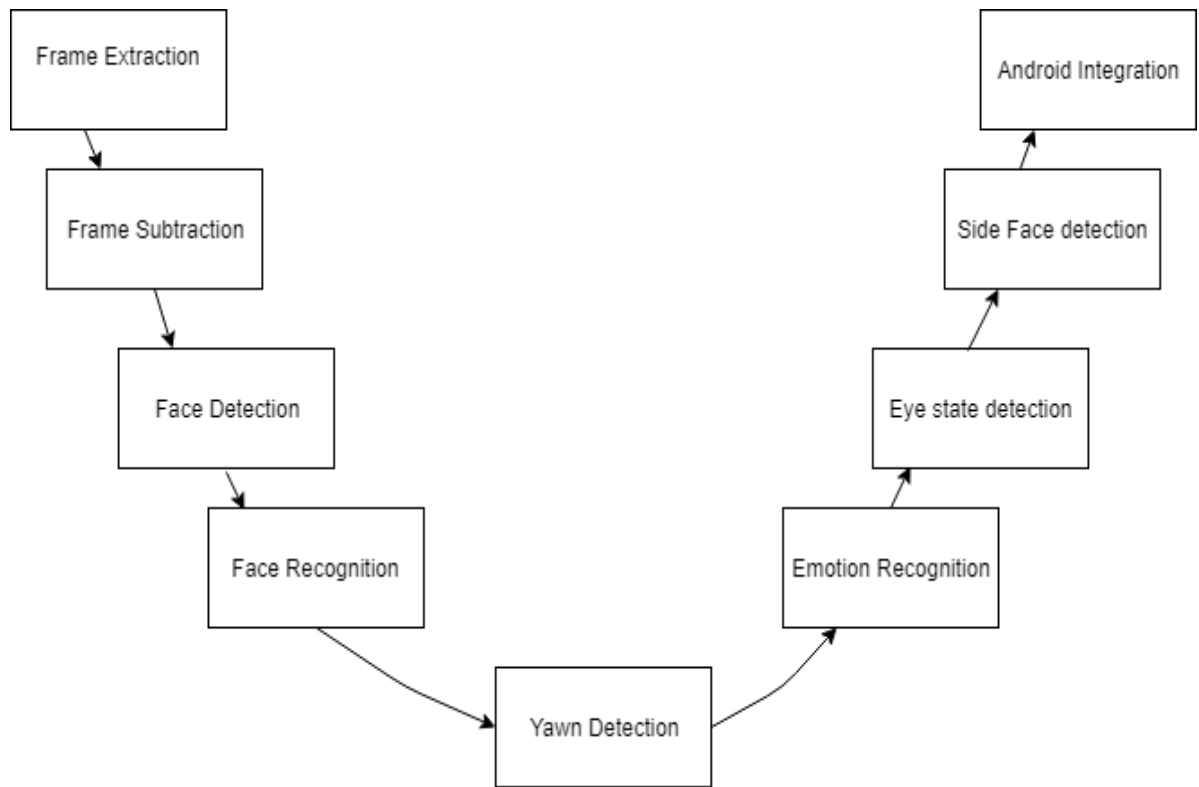 Frame Extraction
Android Integration
Frame Subtraction
Side Face detection
Face Detection
Eye state detection
Face Recognition
Emotion Recognition
Yawn Detection